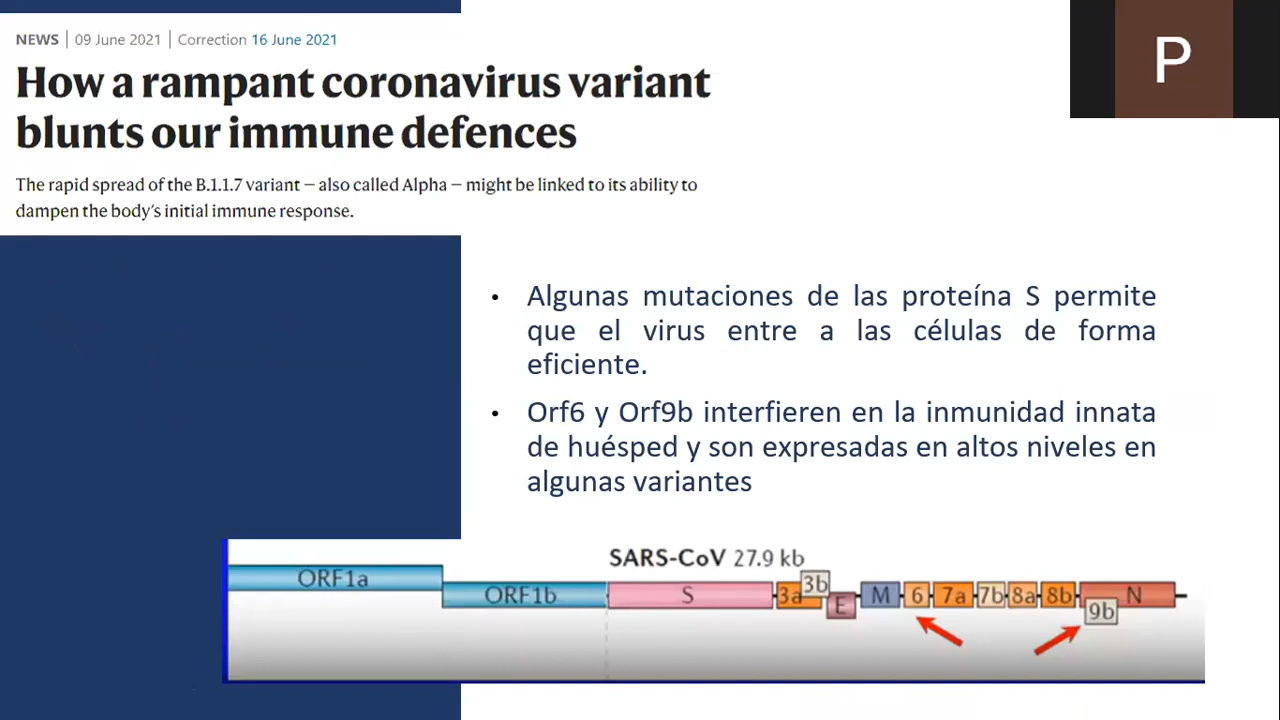 NEWS | 09 June 2021 | Correction 16 June 2021
How a rampant coronavirus variant
blunts our immune defences
The rapid spread of the B.1.1.7 variant — also called Alpha — might be linked to its ability to
dampen the body's initial immune response.
P
• Algunas mutaciones de las proteína S permite
que el virus entre a las células de forma
eficiente.
• Orf6 y Orf9b interfieren en la inmunidad innata
de huésped y son expresadas en altos niveles en
algunas variantes
SARS-CoV 27.9 kb
ORF1a
ORF1b
S
3a
3b
E
M
6
7a
7b
8a
8b
9b
N